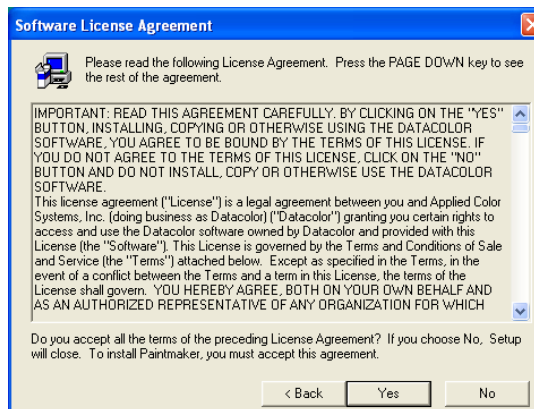 Software License Agreement
Please read the following License Agreement. Press the PAGE DOWN key to see
the rest of the agreement.
IMPORTANT: READ THIS AGREEMENT CAREFULLY. BY CLICKING ON THE "YES"
BUTTON, INSTALLING, COPYING OR OTHERWISE USING THE DATACOLOR
SOFTWARE, YOU AGREE TO BE BOUND BY THE TERMS OF THIS LICENSE. IF
YOU DO NOT AGREE TO THE TERMS OF THIS LICENSE, CLICK ON THE "NO"
BUTTON AND DO NOT INSTALL, COPY OR OTHERWISE USE THE DATACOLOR
SOFTWARE.
This license agreement ("License") is a legal agreement between you and Applied Color
Systems, Inc. (doing business as Datacolor) ("Datacolor") granting you certain rights to
access and use the Datacolor software owned by Datacolor and provided with this
License (the "Software"). This License is governed by the Terms and Conditions of Sale
and Service (the "Terms") attached below. Except as specified in the Terms, in the
event of a conflict between the Terms and a term in this License, the terms of the
License shall govern. YOU HEREBY AGREE, BOTH ON YOUR OWN BEHALF AND
AS AN AUTHORIZED REPRESENTATIVE OF ANY ORGANIZATION FOR WHICH
Do you accept all the terms of the preceding License Agreement? If you choose No, Setup
will close. To install Paintmaker, you must accept this agreement.
< Back Yes No